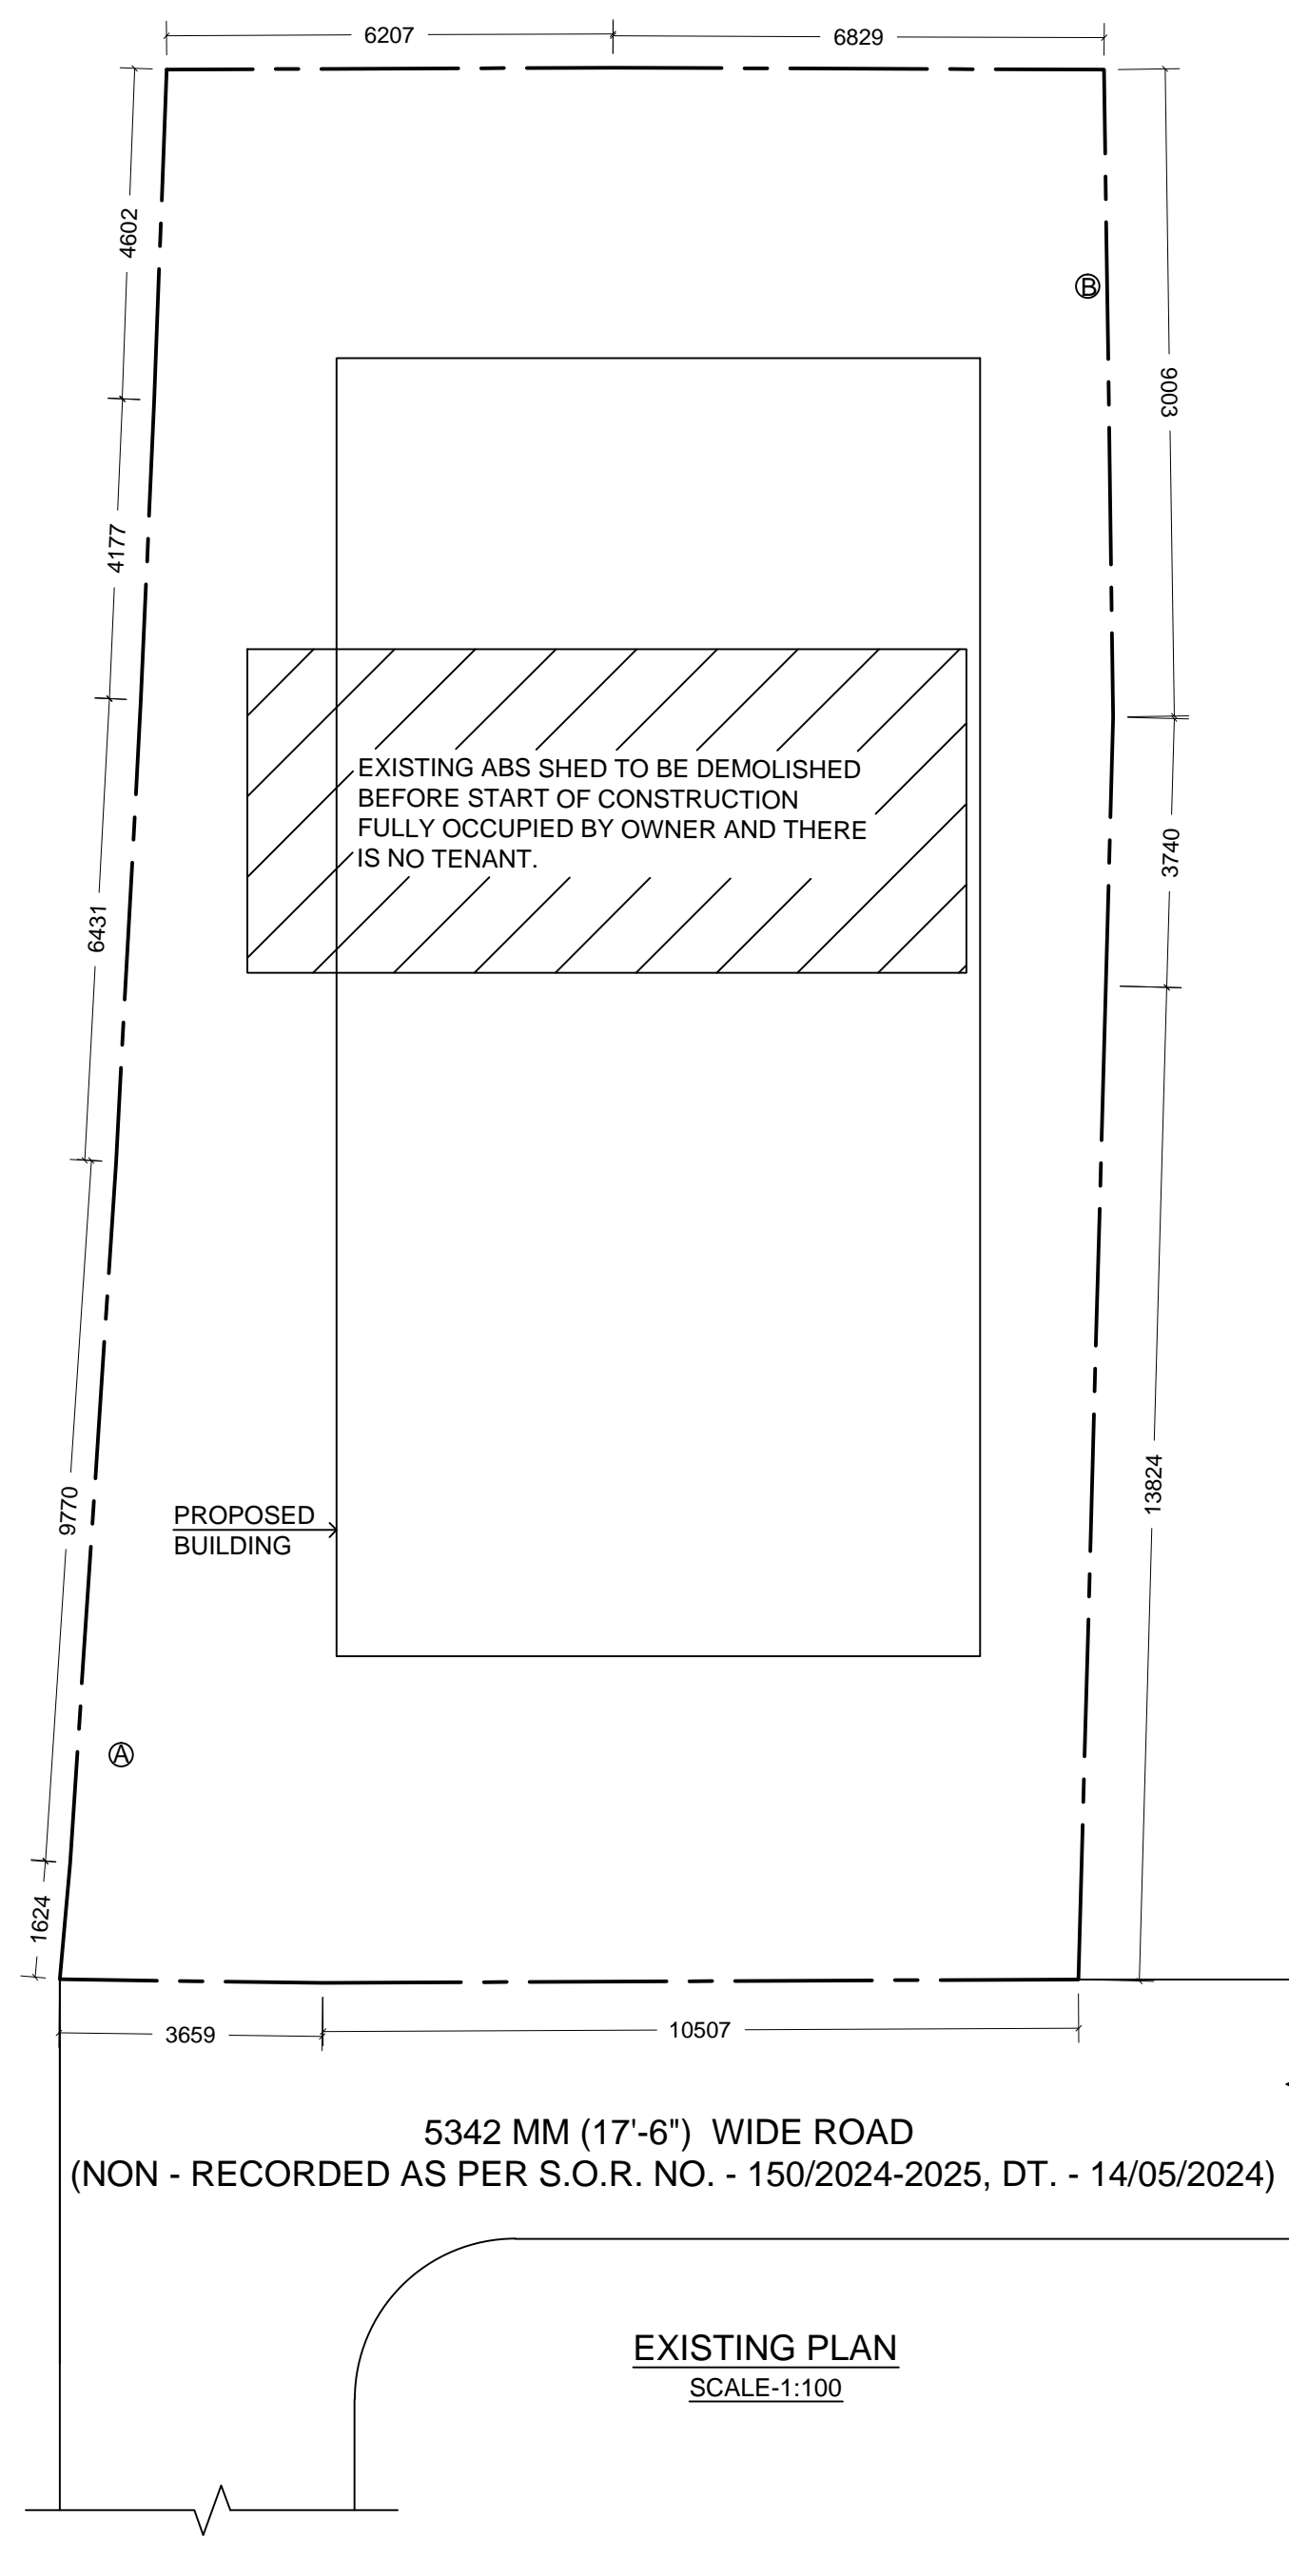 6207
6829
4602
B
9003
4177
EXISTING ABS SHED TO BE DEMOLISHED
BEFORE START OF CONSTRUCTION
FULLY OCCUPIED BY OWNER AND THERE
IS NO TENANT.
3740
6431
13824
9770
PROPOSED
BUILDING
A
1624
3659
10507
5342 MM (17'-6") WIDE ROAD
(NON - RECORDED AS PER S.O.R. NO. - 150/2024-2025, DT. - 14/05/2024)
EXISTING PLAN
SCALE-1:100